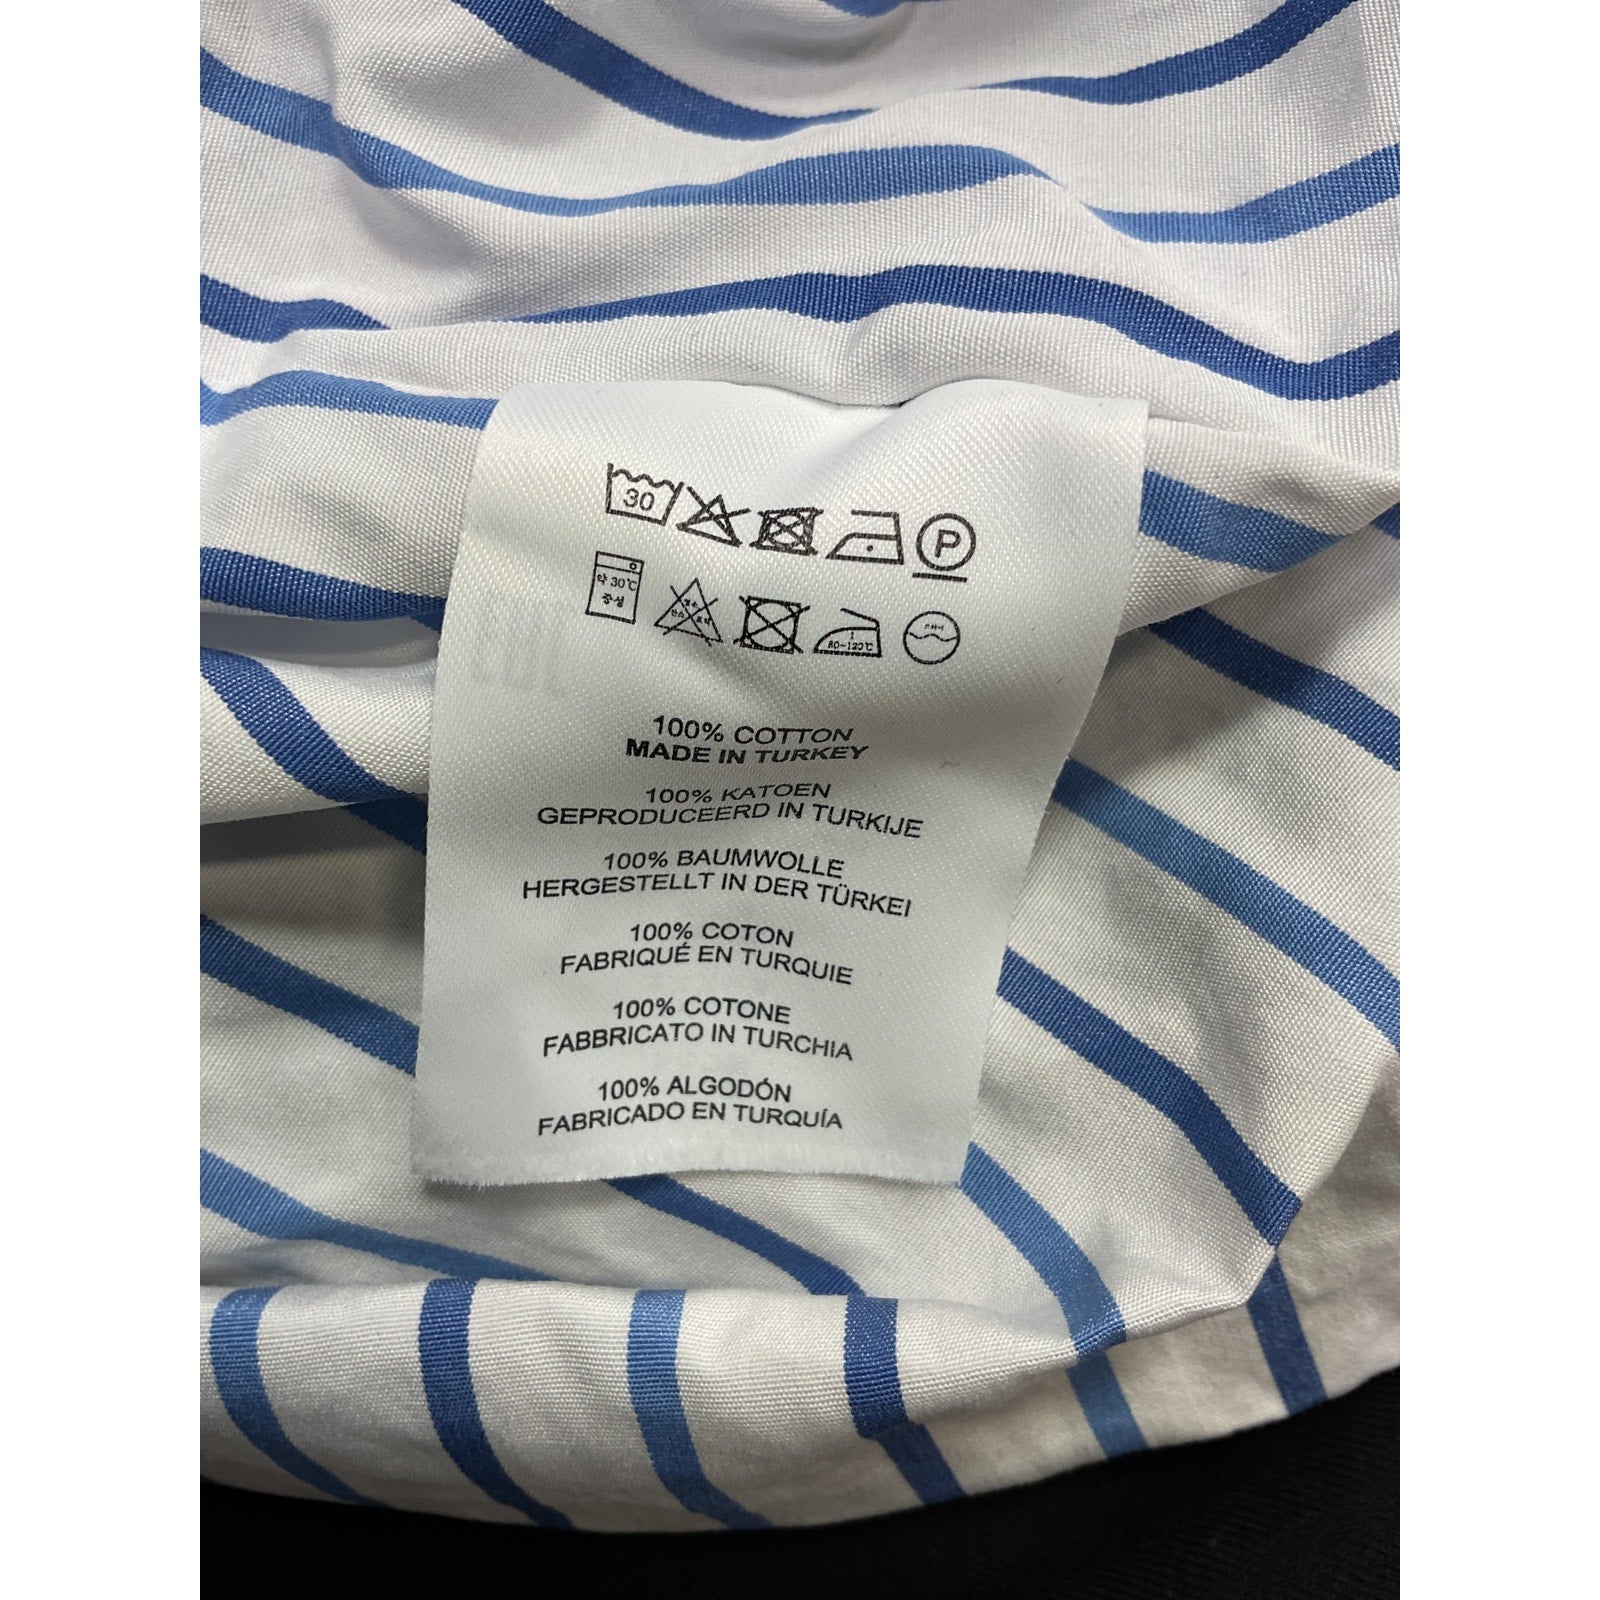 30
P
약 30℃
중성
80~120℃
100% COTTON
MADE IN TURKEY
100% KATOEN
GEPRODUCEERD IN TURKIJE
100% BAUMWOLLE
HERGESTELLT IN DER TÜRKEI
100% COTON
FABRIQUÉ EN TURQUIE
100% COTONE
FABBRICATO IN TURCHIA
100% ALGODÓN
FABRICADO EN TURQUÍA